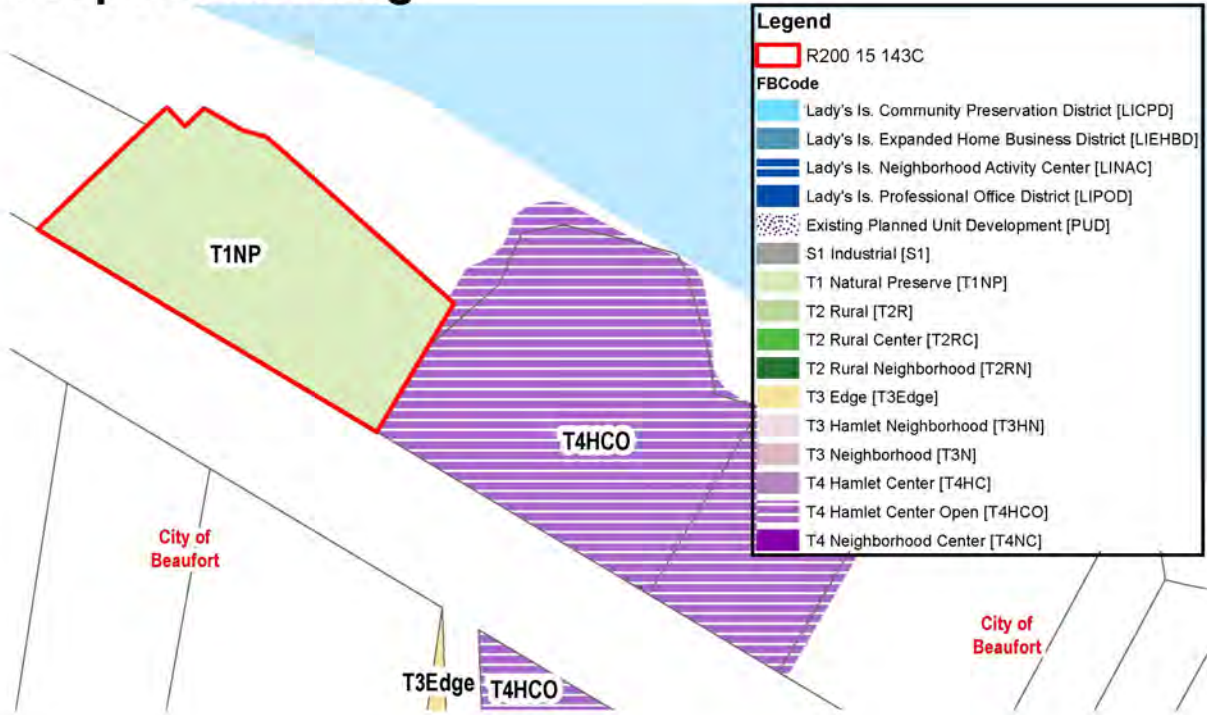 Legend
R200 15 143C
FBCode
Lady's Is. Community Preservation District [LICPD]
Lady's Is. Expanded Home Business District [LIEHBD]
Lady's Is. Neighborhood Activity Center [LINAC]
Lady's Is. Professional Office District [LIPOD]
Existing Planned Unit Development [PUD]
S1 Industrial [S1]
T1 Natural Preserve [T1NP]
T2 Rural [T2R]
T2 Rural Center [T2RC]
T2 Rural Neighborhood [T2RN]
T3 Edge [T3Edge]
T3 Hamlet Neighborhood [T3HN]
T3 Neighborhood [T3N]
T4 Hamlet Center [T4HC]
T4 Hamlet Center Open [T4HCO]
T4 Neighborhood Center [T4NC]
T1NP
T4HCO
City of
Beaufort
City of
Beaufort
T3Edge
T4HCO